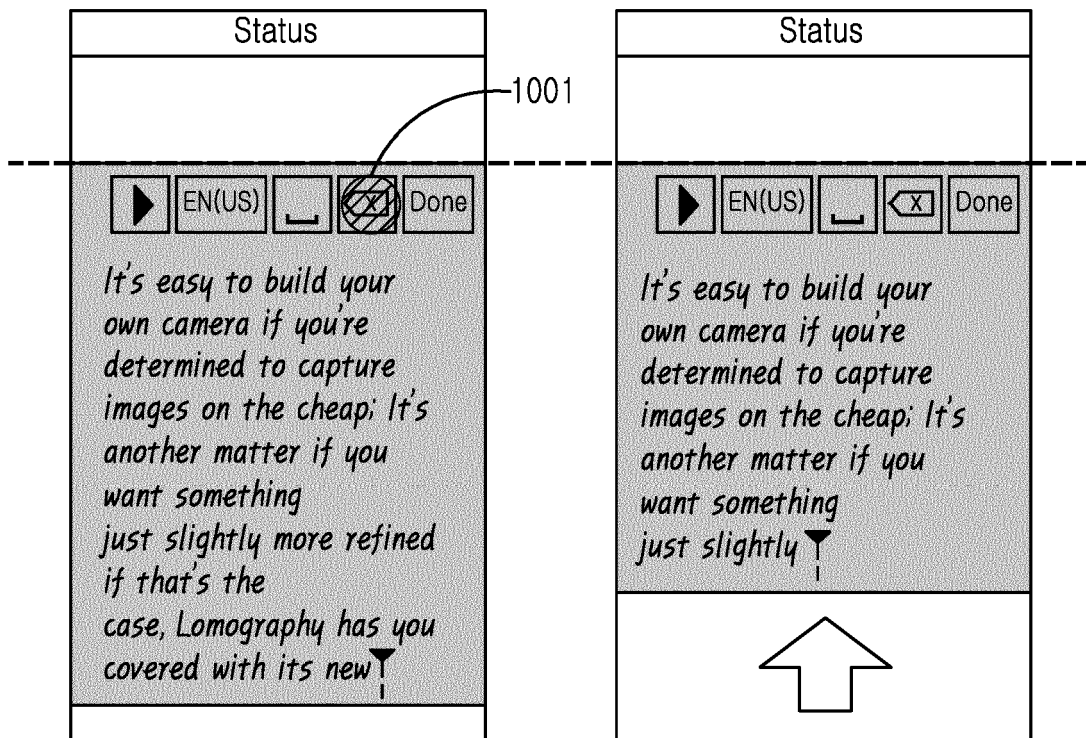 Status
1001
EN(US) X Done
It's easy to build your
own camera if you're
determined to capture
images on the cheap; It's
another matter if you
want something
just slightly more refined
if that's the
case, Lomography has you
covered with its new
Status
EN(US) X Done
It's easy to build your
own camera if you're
determined to capture
images on the cheap; It's
another matter if you
want something
just slightly